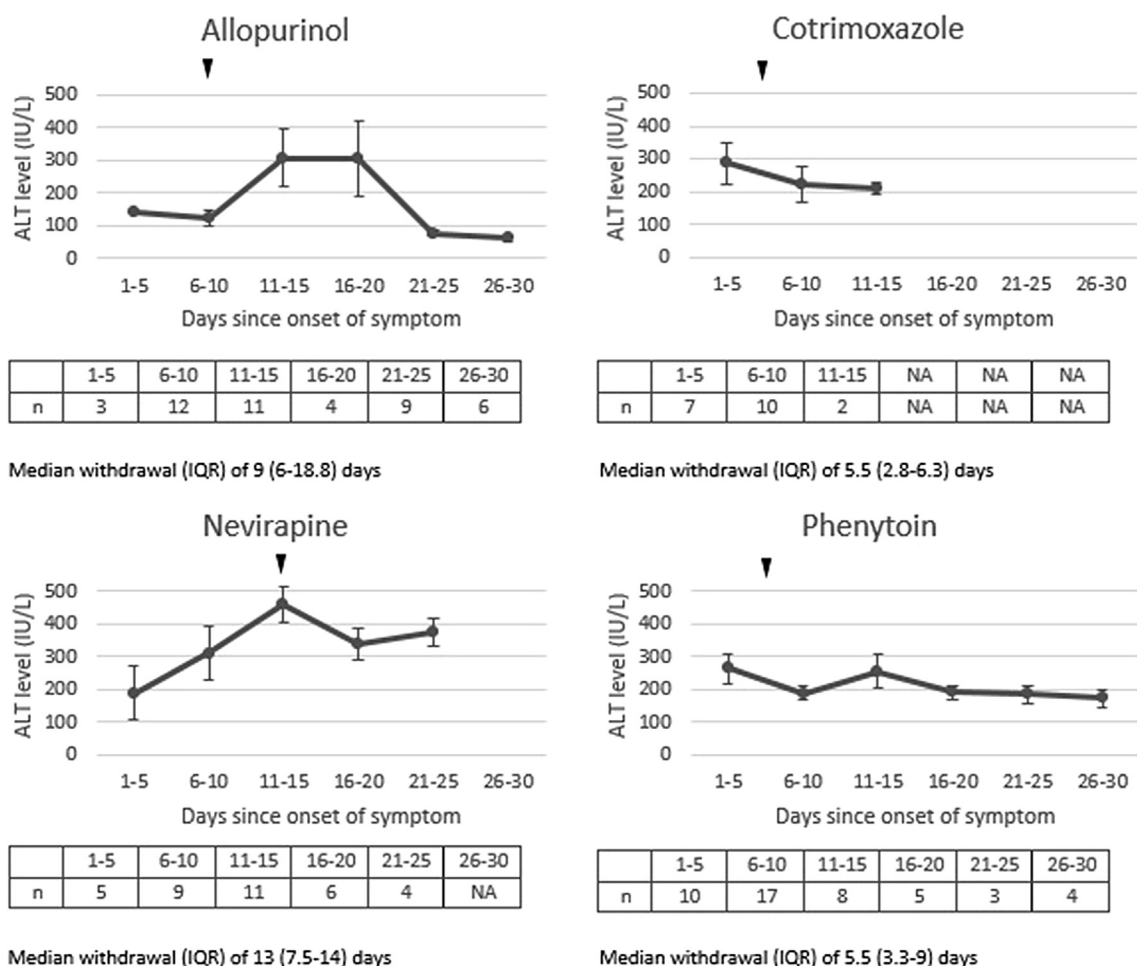 Allopurinol
ALT level (IU/L)
500
400
300
200
100
0
1-5 6-10 11-15 16-20 21-25 26-30
Days since onset of symptom
1-5 6-10 11-15 16-20 21-25 26-30
n 3 12 11 4 9 6
Median withdrawal (IQR) of 9 (6-18.8) days
Cotrimoxazole
ALT level (IU/L)
500
400
300
200
100
0
1-5 6-10 11-15 16-20 21-25 26-30
Days since onset of symptom
1-5 6-10 11-15 NA NA NA
n 7 10 2 NA NA NA
Median withdrawal (IQR) of 5.5 (2.8-6.3) days
Nevirapine
ALT level (IU/L)
500
400
300
200
100
0
1-5 6-10 11-15 16-20 21-25 26-30
Days since onset of symptom
1-5 6-10 11-15 16-20 21-25 26-30
n 5 9 11 6 4 NA
Median withdrawal (IQR) of 13 (7.5-14) days
Phenytoin
ALT level (IU/L)
500
400
300
200
100
0
1-5 6-10 11-15 16-20 21-25 26-30
Days since onset of symptom
1-5 6-10 11-15 16-20 21-25 26-30
n 10 17 8 5 3 4
Median withdrawal (IQR) of 5.5 (3.3-9) days